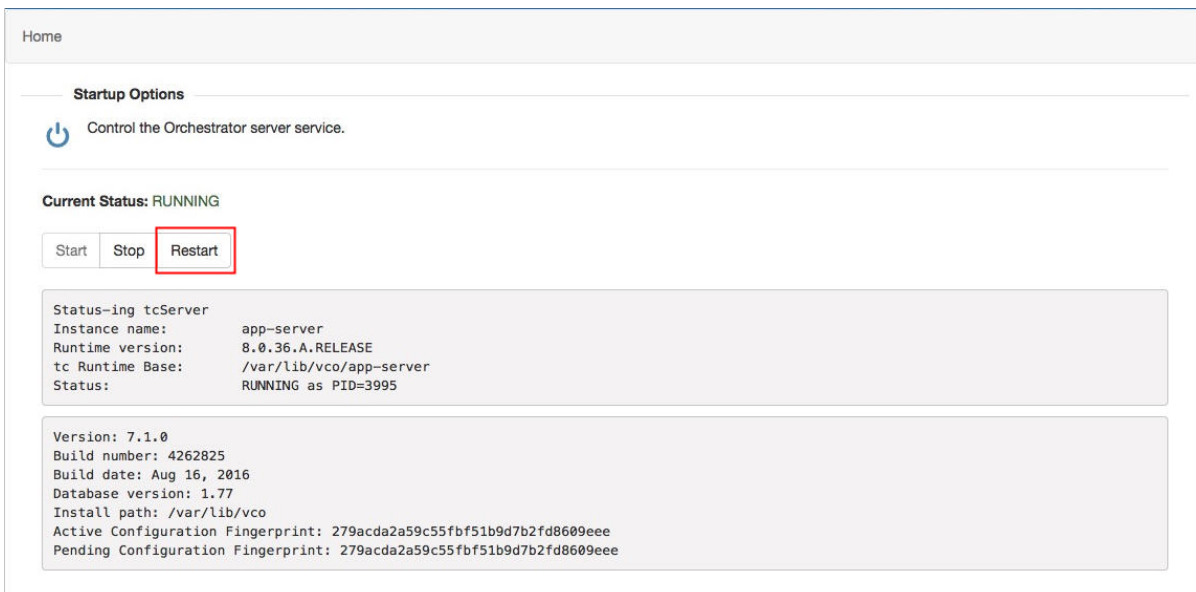 Home
Startup Options
Control the Orchestrator server service.
Current Status: RUNNING
Start Stop Restart
Status-ing tcServer
Instance name: app-server
Runtime version: 8.0.36.A.RELEASE
tc Runtime Base: /var/lib/vco/app-server
Status: RUNNING as PID=3995
Version: 7.1.0
Build number: 4262825
Build date: Aug 16, 2016
Database version: 1.77
Install path: /var/lib/vco
Active Configuration Fingerprint: 279acda2a59c55fbf51b9d7b2fd8609eee
Pending Configuration Fingerprint: 279acda2a59c55fbf51b9d7b2fd8609eee